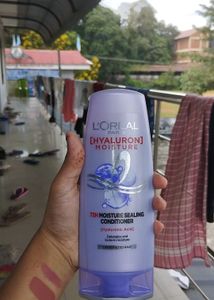 L'ORÉAL
PARIS
[HYALURON]
MOISTURE
72H MOISTURE SEALING
CONDITIONER
[Hyaluronic Acid]